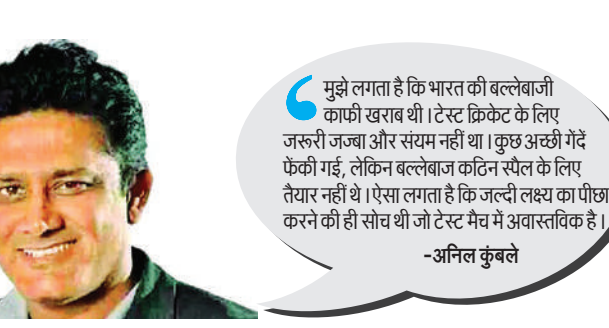 मुझे लगता है कि भारत की बल्लेबाजी
काफी खराब थी । टेस्ट क्रिकेट के लिए
जरूरी जज्बा और संयम नहीं था । कुछ अच्छी गेंदें
फेंकी गई, लेकिन बल्लेबाज कठिन स्पैल के लिए
तैयार नहीं थे । ऐसा लगता है कि जल्दी लक्ष्य का पीछा
करने की ही सोच थी जो टेस्ट मैच में अवास्तविक है ।
-अनिल कुंबले